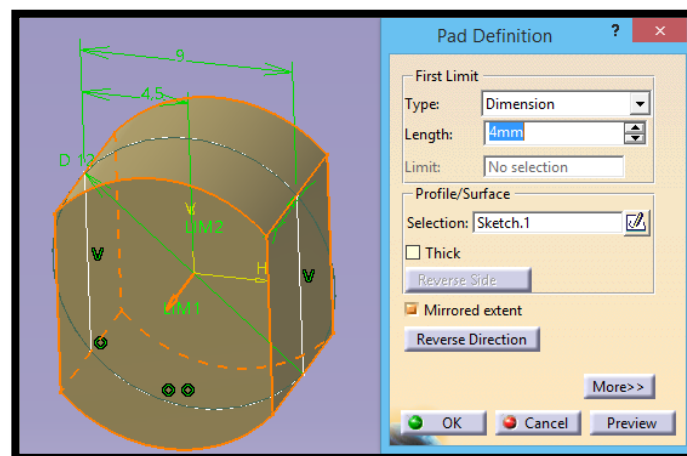 9
4,5
D 12
V
LIM2
H
V
V
LIM1
Pad Definition
?
×
First Limit
Type: Dimension
Length: 4mm
Limit: No selection
Profile/Surface
Selection: Sketch.1
Thick
Reverse Side
Mirrored extent
Reverse Direction
More>>
OK Cancel Preview